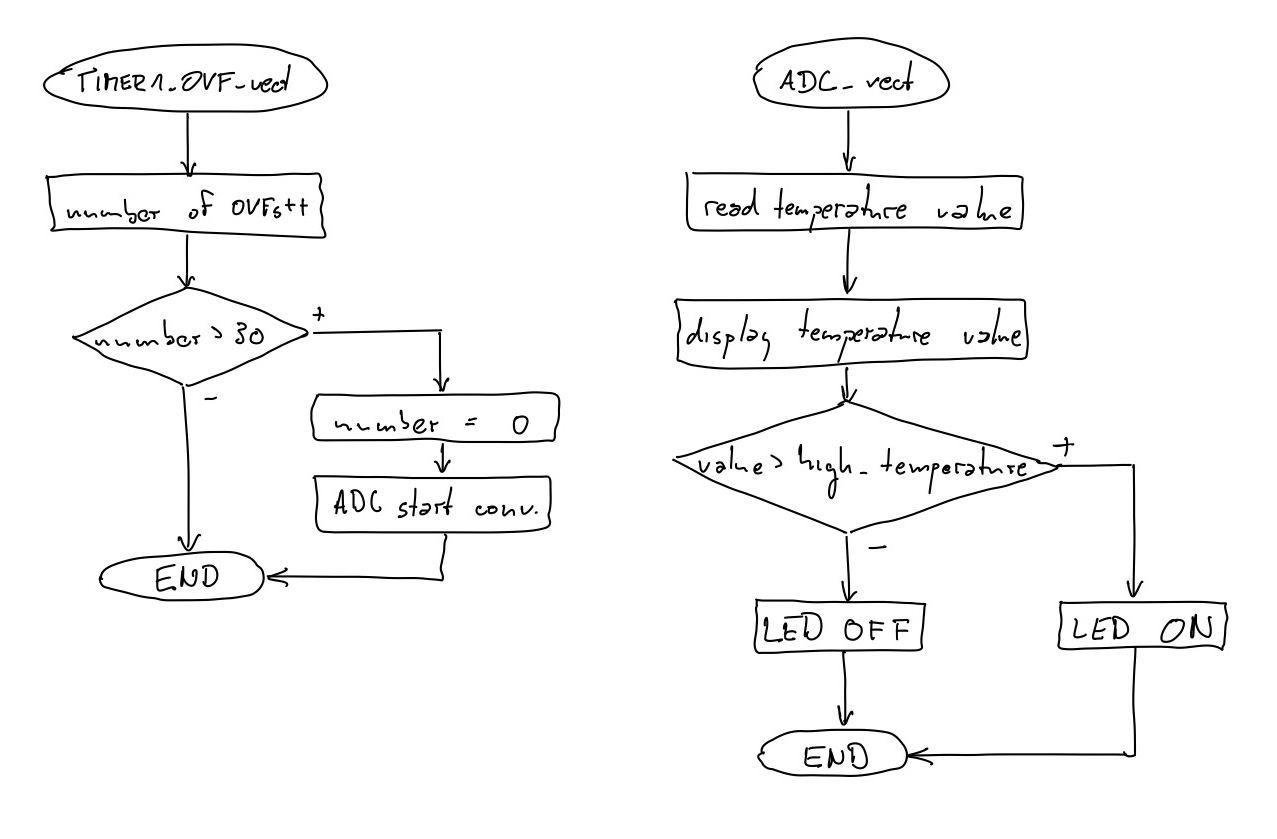 TIMER1_OVF_vect
number of OVFs++
number > 30
+
-
number = 0
ADC start conv.
END
ADC_vect
read temperature value
display temperature value
value > high_temperature
+
-
LED OFF
LED ON
END